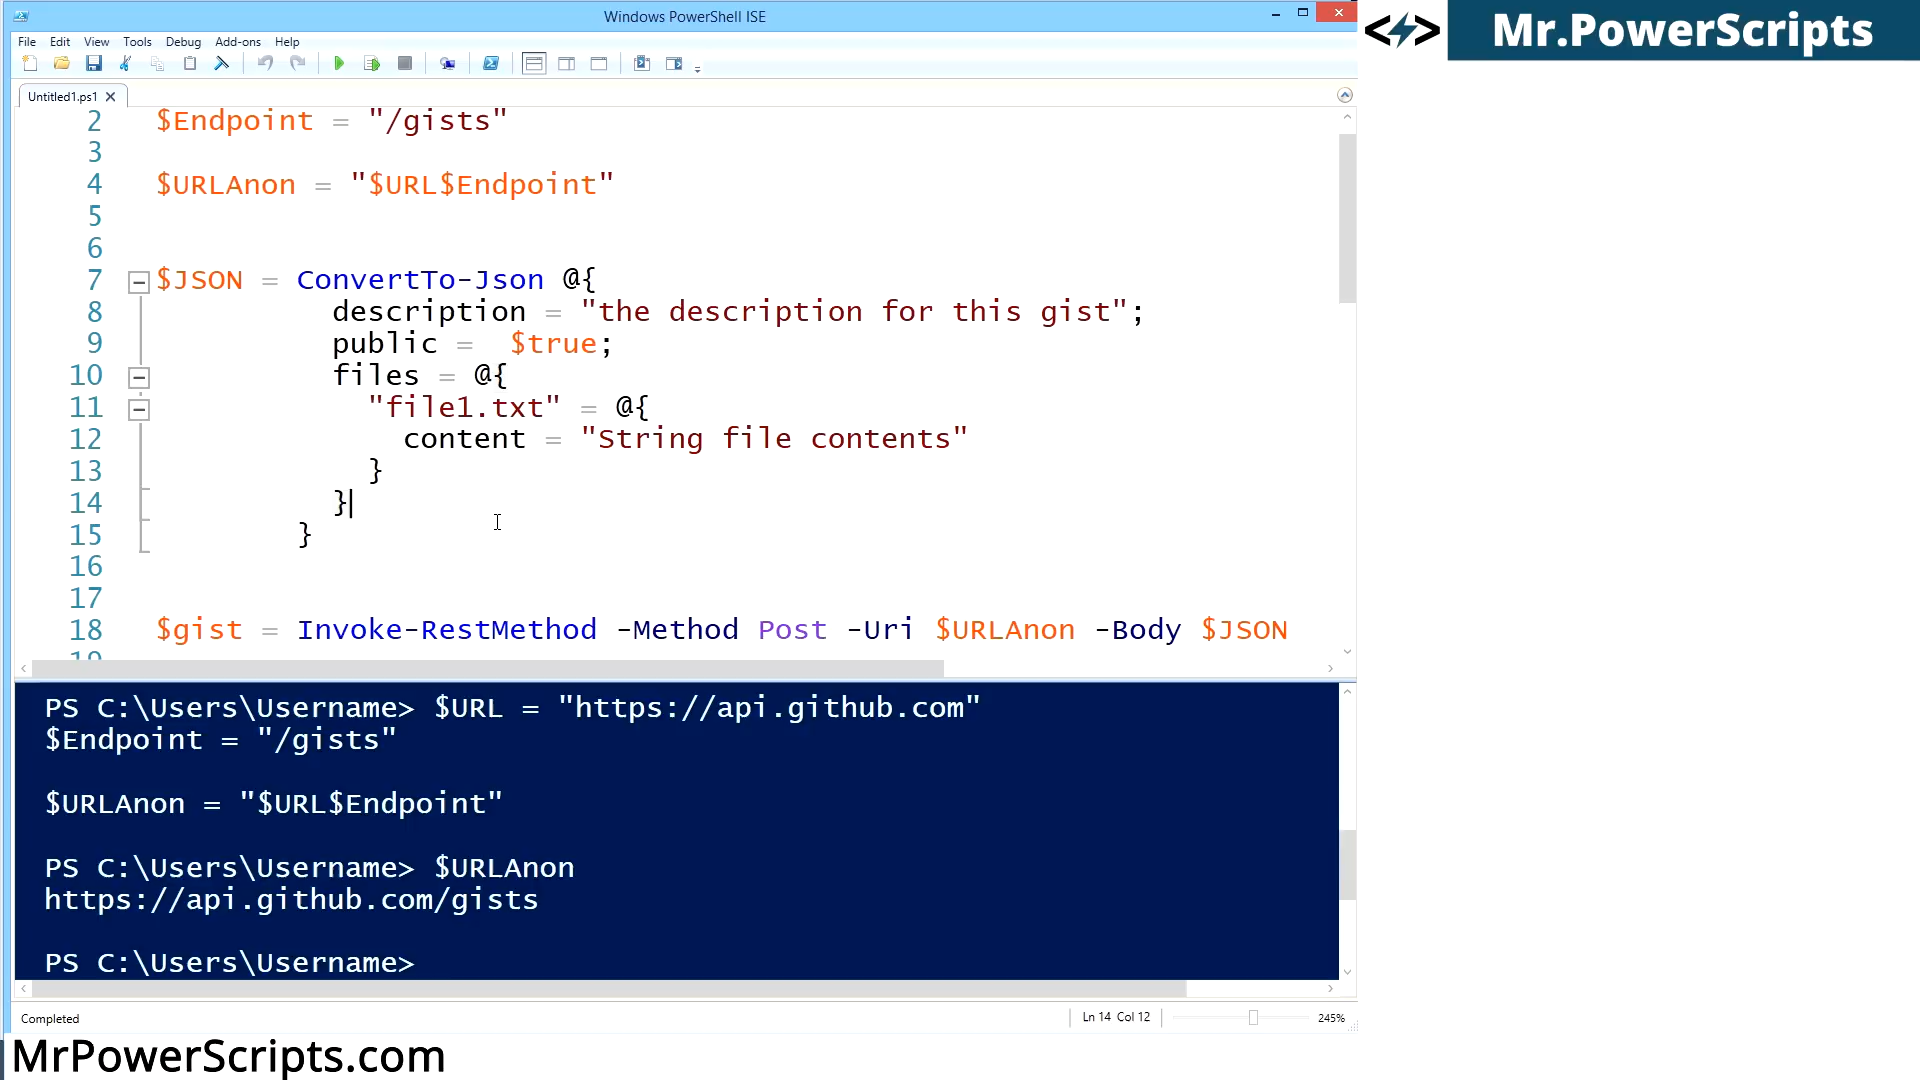 Windows PowerShell ISE
Mr.PowerScripts
File Edit View Tools Debug Add-ons Help
Untitled1.ps1
2 $Endpoint = "/gists"
3
4 $URLAnon = "$URL$Endpoint"
5
6
7 $JSON = ConvertTo-Json @{
8 description = "the description for this gist";
9 public =  $true;
10 files = @{
11 "file1.txt" = @{
12 content = "String file contents"
13 }
14 }
15 }
16
17
18 $gist = Invoke-RestMethod -Method Post -Uri $URLAnon -Body $JSON
19
PS C:\Users\Username> $URL = "https://api.github.com"
$Endpoint = "/gists"
$URLAnon = "$URL$Endpoint"
PS C:\Users\Username> $URLAnon
https://api.github.com/gists
PS C:\Users\Username>
Completed
Ln 14 Col 12
245%
MrPowerScripts.com